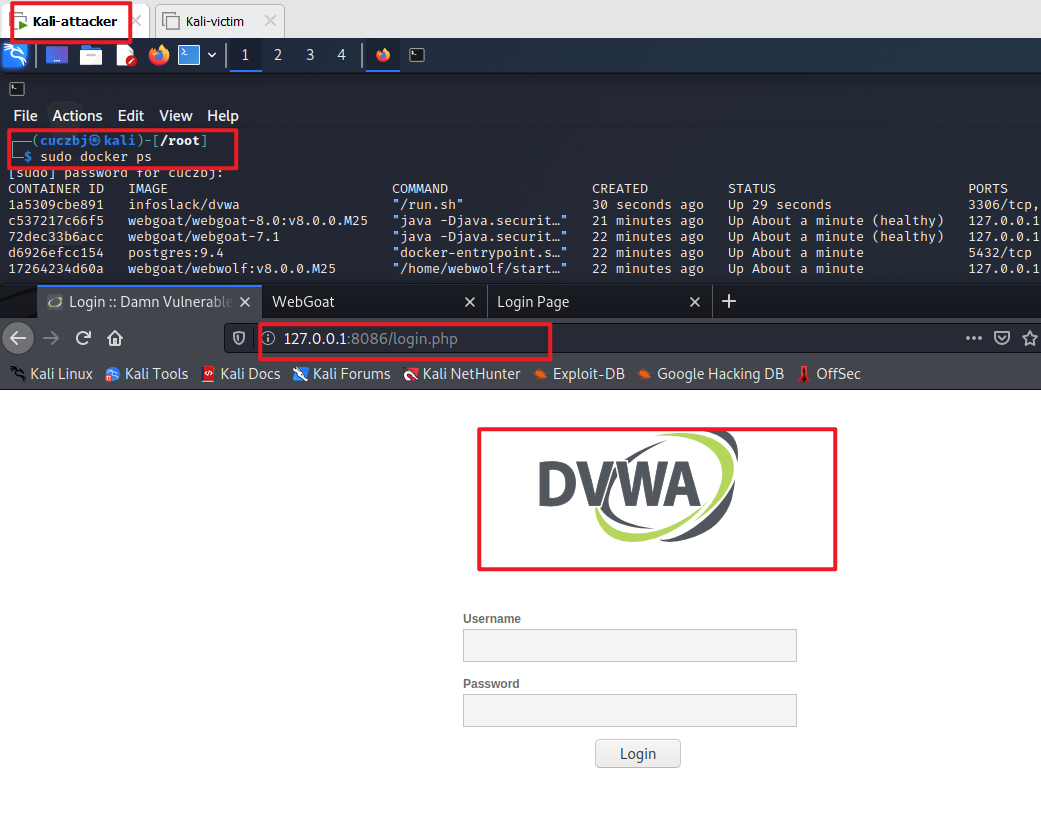 Kali-attacker Kali-victim
1 2 3 4
File Actions Edit View Help
(cuczbj㉿kali)-[/root]
$ sudo docker ps
[sudo] password for cuczbj:
CONTAINER ID IMAGE COMMAND CREATED STATUS PORTS
1a5309cbe891 infoslack/dvwa "/run.sh" 30 seconds ago Up 29 seconds 3306/tcp,
c537217c66f5 webgoat/webgoat-8.0:v8.0.0.M25 "java -Djava.securit…" 21 minutes ago Up About a minute (healthy) 127.0.0.1
72dec33b6acc webgoat/webgoat-7.1 "java -Djava.securit…" 22 minutes ago Up About a minute (healthy) 127.0.0.1
d6926efcc154 postgres:9.4 "docker-entrypoint.s…" 22 minutes ago Up About a minute 5432/tcp
17264234d60a webgoat/webwolf:v8.0.0.M25 "/home/webwolf/start…" 22 minutes ago Up About a minute 127.0.0.1
Login :: Damn Vulnerable WebGoat Login Page
127.0.0.1:8086/login.php
Kali Linux Kali Tools Kali Docs Kali Forums Kali NetHunter Exploit-DB Google Hacking DB OffSec
DVWA
Username
Password
Login